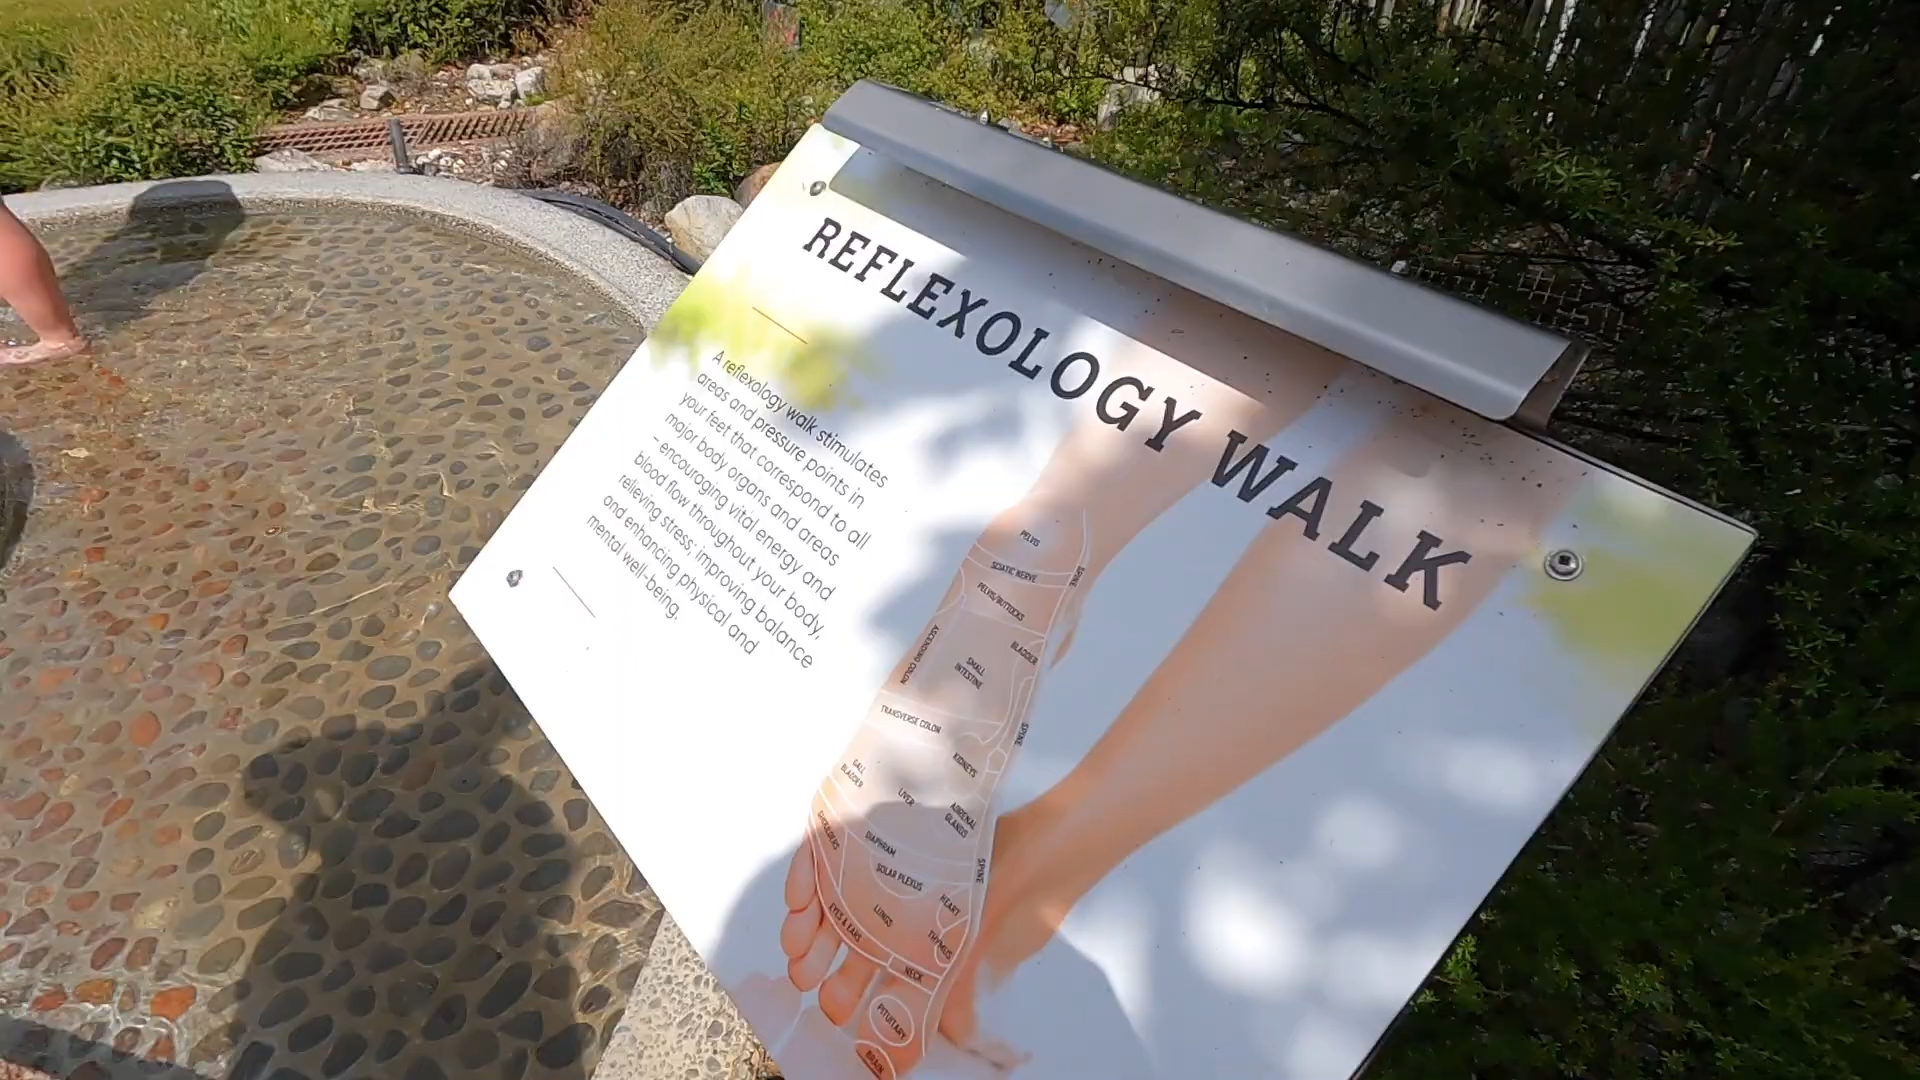 REFLEXOLOGY WALK
A reflexology walk stimulates
areas and pressure points in
your feet that correspond to all
major body organs and areas
- encouraging vital energy and
blood flow throughout your body,
relieving stress; improving balance
and enhancing physical and
mental well-being.
PELVIS
SCIATIC NERVE
SPINE
PELVIS/BUTTOCKS
ASCENDING COLON
SMALL
INTESTINE
BLADDER
TRANSVERSE COLON
SPINE
KIDNEYS
GALL
BLADDER
LIVER
ADRENAL
GLANDS
SHOULDERS
DIAPHRAM
SOLAR PLEXUS
SPINE
HEART
EYES & EARS
LUNGS
THYMUS
NECK
PITUITARY
BRAIN